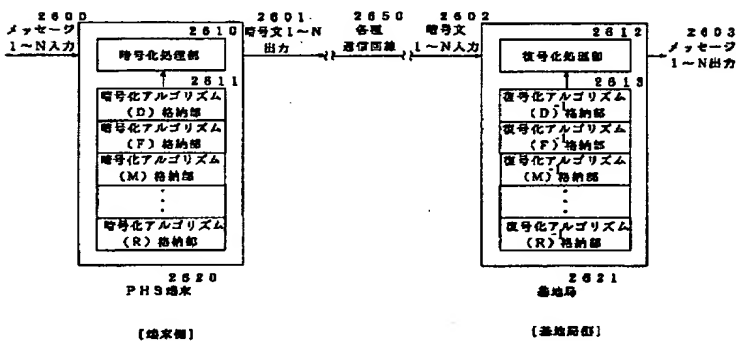 2600
メッセージ
1～N入力
2610
暗号化処理部
2611
暗号化アルゴリズム
(D)格納部
暗号化アルゴリズム
(F)格納部
暗号化アルゴリズム
(M)格納部
暗号化アルゴリズム
(R)格納部
2620
PHS端末
[端末側]
2601
暗号文1～N
出力
2650
各種
通信回線
2602
暗号文
1～N入力
2612
復号化処理部
2613
復号化アルゴリズム
(D)-1格納部
復号化アルゴリズム
(F)-1格納部
復号化アルゴリズム
(M)-1格納部
復号化アルゴリズム
(R)-1格納部
2621
基地局
[基地局側]
2603
メッセージ
1～N出力